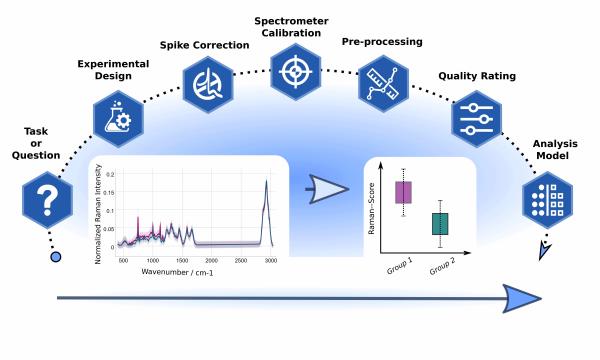 Spectrometer
Calibration
Spike Correction
Pre-processing
Experimental
Design
Quality Rating
Task
or
Question
Analysis
Model
?
Normalized Raman Intensity
0.2
0.15
0.1
0.05
0
500
1000
1500
2000
2500
3000
Wavenumber / cm-1
Raman-Score
Group 1
Group 2